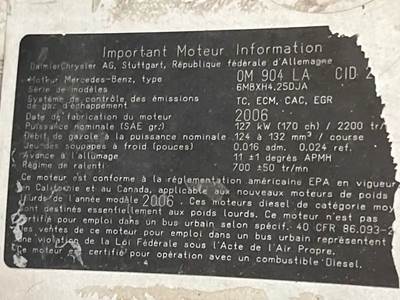 Important Moteur Information
DaimlerChrysler AG, Stuttgart, République fédérale d'Allemagne
Moteur Mercedes-Benz, type OM 904 LA CID 2
Série de modèles 6MBXH4.25DJA
Système de contrôle des émissions TC, ECM, CAC, EGR
de gaz d'échappement
Date de fabrication du moteur 2006
Puissance nominale (SAE gr.) 127 kW (170 ch) / 2200 tr/
Débit de gazole à la puissance nominale 124 à 132 mm³ / course
Jeu des soupapes à froid (pouces) 0.016 adm. 0.024 ref.
Avance à l'allumage 11 ±1 degrés APMH
Régime de ralenti 700 ±50 tr/mn
Ce moteur est conforme à la réglementation américaine EPA en vigueur
en Californie et au Canada, applicable aux nouveaux moteurs de poids
lourds de l'année modèle 2006. Ces moteurs de catégorie moy
sont destinés essentiellement aux poids lourds. Ce moteur n'est pas
certifié pour emploi dans un bus urbain selon spécif. 40 CFR 86.093-2
des ventes de ce moteur pour emploi dans un bus urbain représentent
une violation de la Loi Fédérale sous l'Acte de l'Air Propre.
Ce moteur est certifié pour opération avec un combustible Diesel.